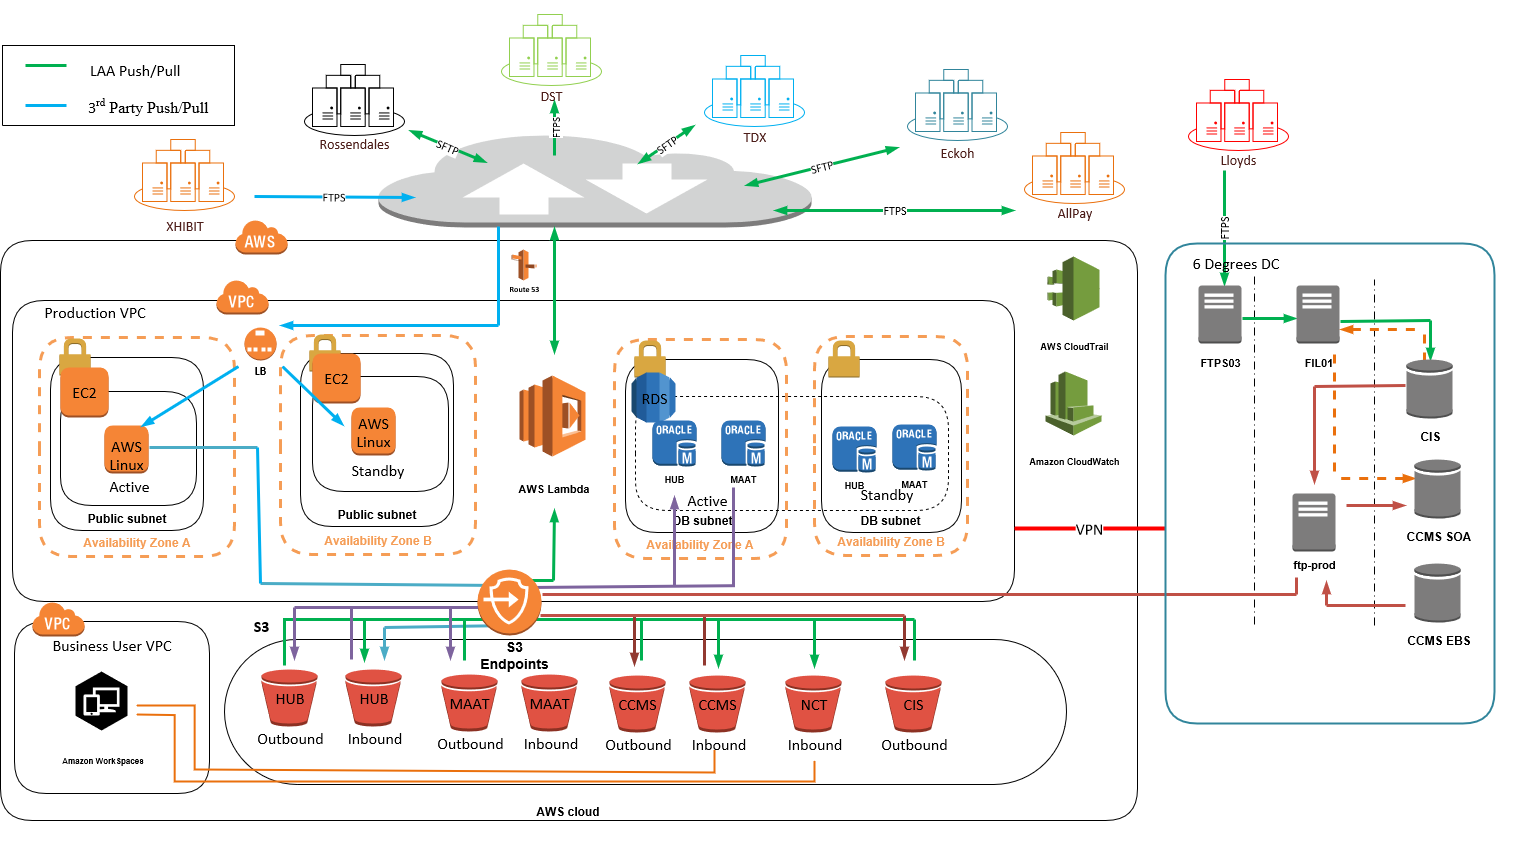 LAA Push/Pull
3rd Party Push/Pull
DST
Rossendales
TDX
Eckoh
Lloyds
AllPay
XHIBIT
SFTP
FTPS
SFTP
SFTP
FTPS
FTPS
FTPS
AWS
Route 53
VPC
Production VPC
LB
EC2
AWS
Linux
Active
Public subnet
Availability Zone A
EC2
AWS
Linux
Standby
Public subnet
Availability Zone B
AWS Lambda
RDS
ORACLE
M
HUB
ORACLE
M
MAAT
Active
DB subnet
Availability Zone A
ORACLE
M
HUB
ORACLE
M
MAAT
Standby
DB subnet
Availability Zone B
AWS CloudTrail
Amazon CloudWatch
VPN
6 Degrees DC
FTPS03
FIL01
CIS
ftp-prod
CCMS SOA
CCMS EBS
VPC
Business User VPC
Amazon WorkSpaces
S3
S3
Endpoints
HUB
Outbound
HUB
Inbound
MAAT
Outbound
MAAT
Inbound
CCMS
Outbound
CCMS
Inbound
NCT
Inbound
CIS
Outbound
AWS cloud